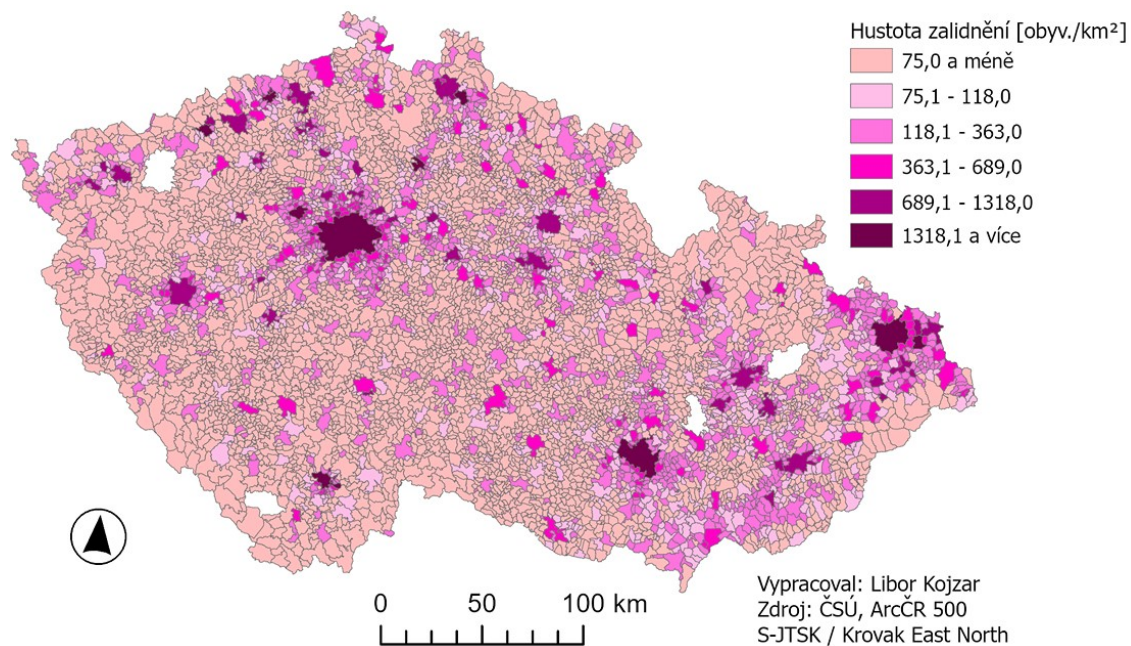 Hustota zalidnění [obyv./km²]
75,0 a méně
75,1 - 118,0
118,1 - 363,0
363,1 - 689,0
689,1 - 1318,0
1318,1 a více
0 50 100 km
Vypracoval: Libor Kojzar
Zdroj: ČSÚ, ArcČR 500
S-JTSK / Krovak East North